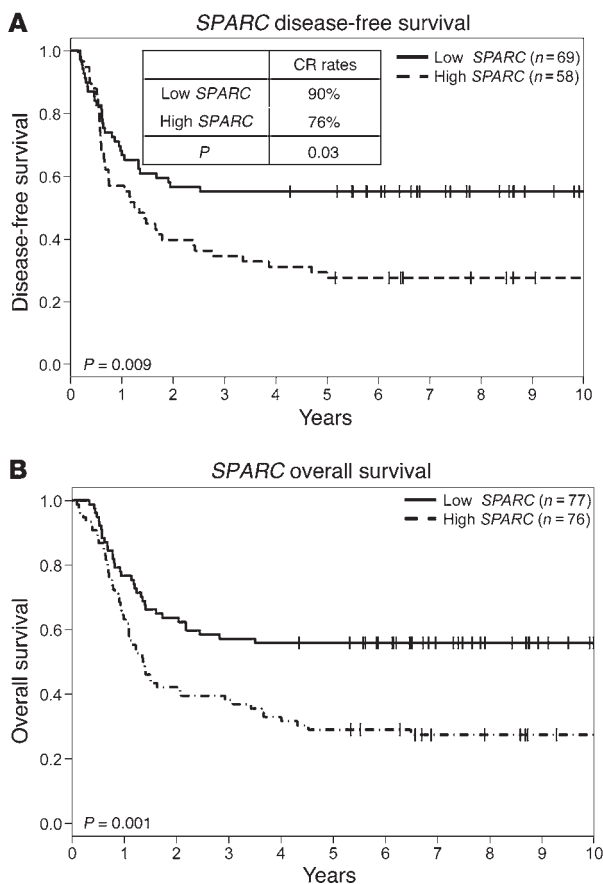 A
SPARC disease-free survival
CR rates
Low SPARC 90%
High SPARC 76%
P 0.03
Low SPARC (n=69)
High SPARC (n=58)
Disease-free survival
1.0
0.8
0.6
0.4
0.2
0.0
P = 0.009
0 1 2 3 4 5 6 7 8 9 10
Years
B
SPARC overall survival
Low SPARC (n=77)
High SPARC (n=76)
Overall survival
1.0
0.8
0.6
0.4
0.2
0.0
P = 0.001
0 1 2 3 4 5 6 7 8 9 10
Years